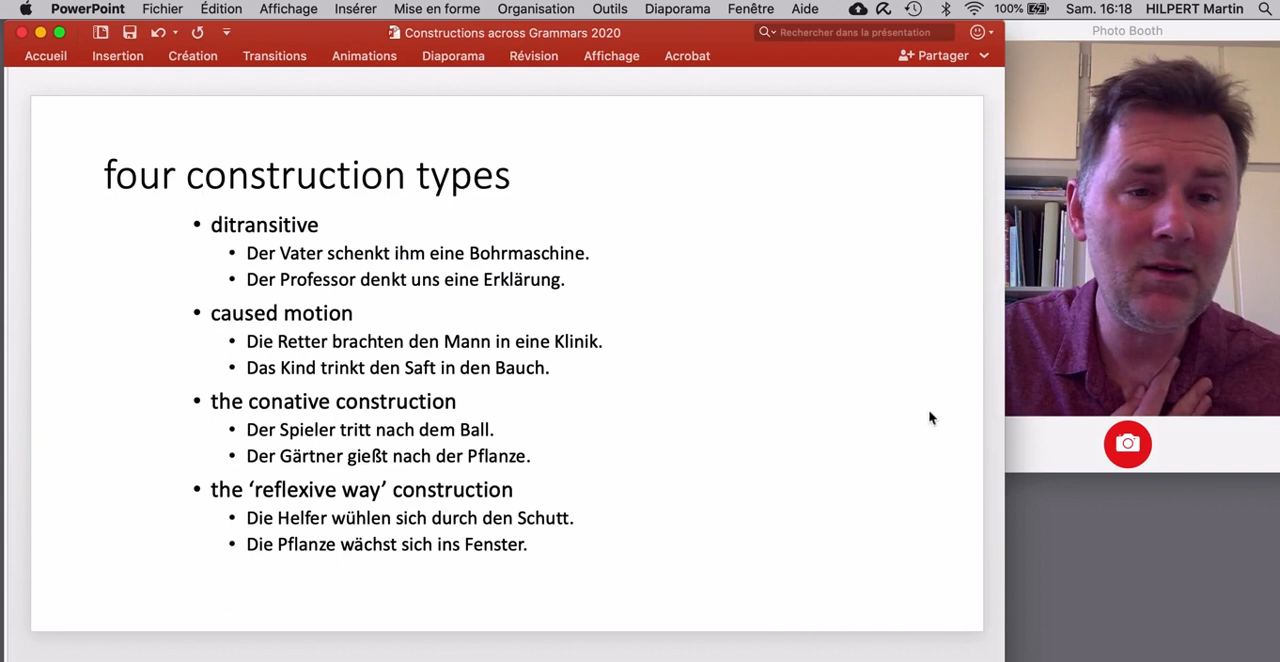 PowerPoint Fichier Édition Affichage Insérer Mise en forme Organisation Outils Diaporama Fenêtre Aide 100% Sam. 16:18 HILPERT Martin
Constructions across Grammars 2020
Rechercher dans la présentation
Photo Booth
Accueil Insertion Création Transitions Animations Diaporama Révision Affichage Acrobat Partager
four construction types
• ditransitive
• Der Vater schenkt ihm eine Bohrmaschine.
• Der Professor denkt uns eine Erklärung.
• caused motion
• Die Retter brachten den Mann in eine Klinik.
• Das Kind trinkt den Saft in den Bauch.
• the conative construction
• Der Spieler tritt nach dem Ball.
• Der Gärtner gießt nach der Pflanze.
• the ‘reflexive way’ construction
• Die Helfer wühlen sich durch den Schutt.
• Die Pflanze wächst sich ins Fenster.